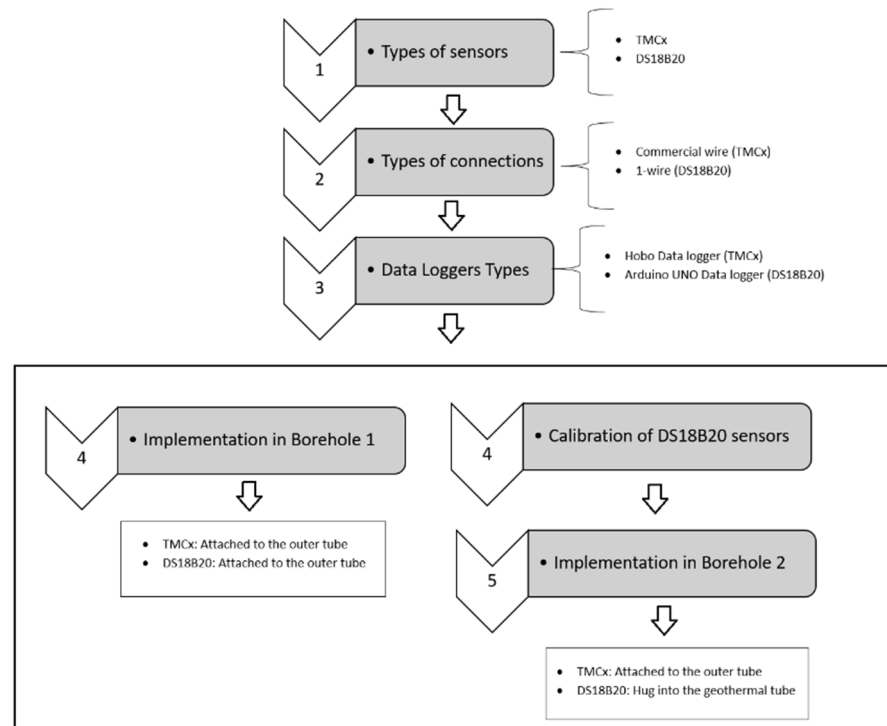 1
• Types of sensors
• TMCx
• DS18B20
2
• Types of connections
• Commercial wire (TMCx)
• 1-wire (DS18B20)
3
• Data Loggers Types
• Hobo Data logger (TMCx)
• Arduino UNO Data logger (DS18B20)
4
• Implementation in Borehole 1
• TMCx: Attached to the outer tube
• DS18B20: Attached to the outer tube
4
• Calibration of DS18B20 sensors
5
• Implementation in Borehole 2
• TMCx: Attached to the outer tube
• DS18B20: Hug into the geothermal tube